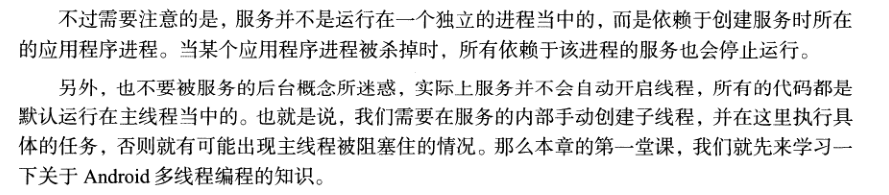 不过需要注意的是，服务并不是运行在一个独立的进程当中的，而是依赖于创建服务时所在
的应用程序进程。当某个应用程序进程被杀掉时，所有依赖于该进程的服务也会停止运行。
另外，也不要被服务的后台概念所迷惑，实际上服务并不会自动开启线程，所有的代码都是
默认运行在主线程当中的。也就是说，我们需要在服务的内部手动创建子线程，并在这里执行具
体的任务，否则就有可能出现主线程被阻塞住的情况。那么本章的第一堂课，我们就先来学习一
下关于 Android 多线程编程的知识。